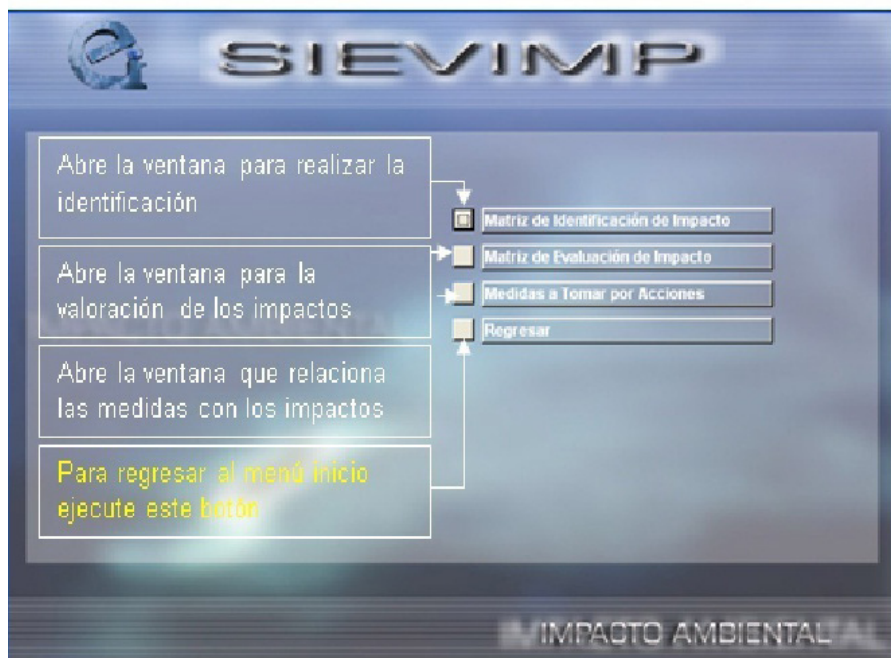 SIEVIMP
Abre la ventana para realizar la
identificación
Abre la ventana para la
valoración de los impactos
Abre la ventana que relaciona
las medidas con los impactos
Para regresar al menú inicio
ejecute este botón
Matriz de Identificación de Impacto
Matriz de Evaluación de Impacto
Medidas a Tomar por Acciones
Regresar
IMPACTO AMBIENTAL
IMPACTO AMBIENTAL